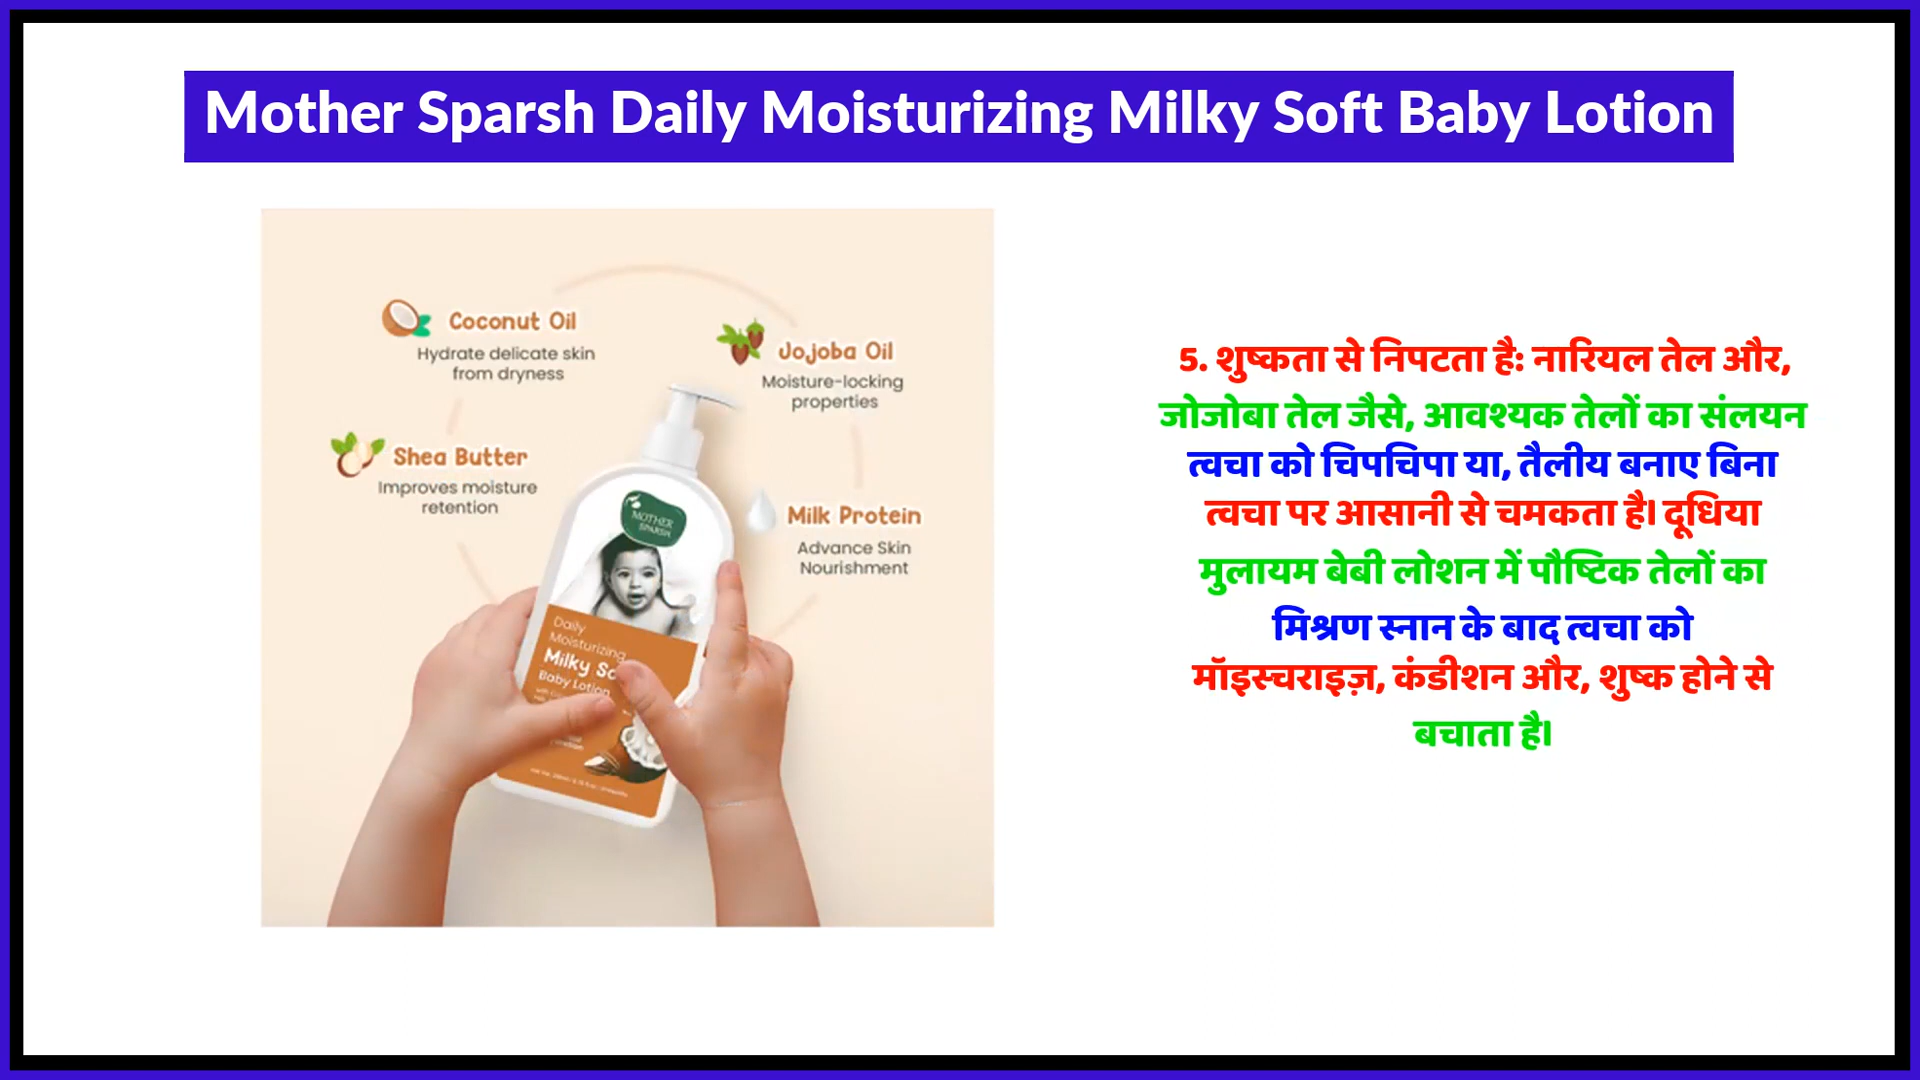 Mother Sparsh Daily Moisturizing Milky Soft Baby Lotion
Coconut Oil
Hydrate delicate skin
from dryness
Jojoba Oil
Moisture-locking
properties
Shea Butter
Improves moisture
retention
Milk Protein
Advance Skin
Nourishment
MOTHER
SPARSH
Daily
Moisturizing
Milky So
Baby Lotion
5. शुष्कता से निपटता है: नारियल तेल और,
जोजोबा तेल जैसे, आवश्यक तेलों का संलयन
त्वचा को चिपचिपा या, तैलीय बनाए बिना
त्वचा पर आसानी से चमकता है। दूधिया
मुलायम बेबी लोशन में पौष्टिक तेलों का
मिश्रण स्नान के बाद त्वचा को
मॉइस्चराइज़, कंडीशन और, शुष्क होने से
बचाता है।